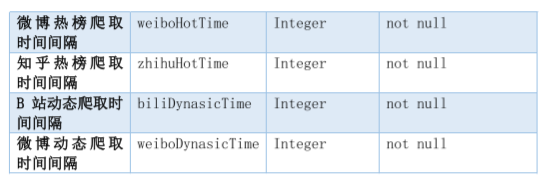 微博热榜爬取 weiboHotTime Integer not null
时间间隔
知乎热榜爬取 zhihuHotTime Integer not null
时间间隔
B 站动态爬取时 biliDynasicTime Integer not null
间间隔
微博动态爬取 weiboDynasicTime Integer not null
时间间隔